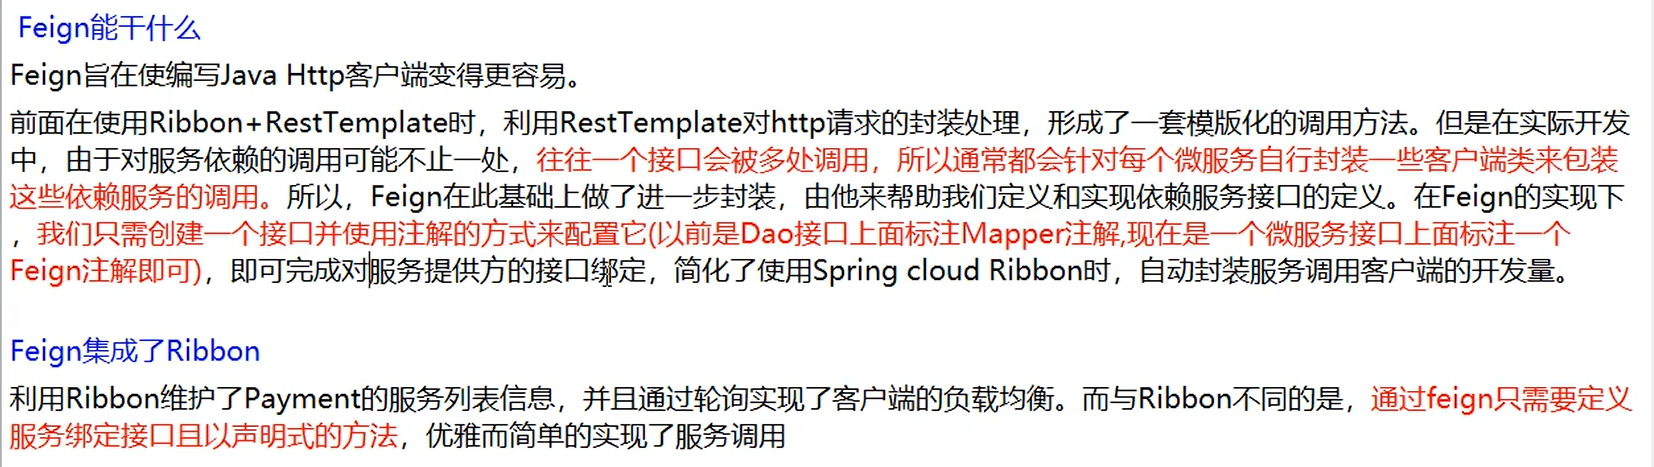 Feign能干什么
Feign旨在使编写Java Http客户端变得更容易。
前面在使用Ribbon+RestTemplate时，利用RestTemplate对http请求的封装处理，形成了一套模版化的调用方法。但是在实际开发
中，由于对服务依赖的调用可能不止一处，往往一个接口会被多处调用，所以通常都会针对每个微服务自行封装一些客户端类来包装
这些依赖服务的调用。所以，Feign在此基础上做了进一步封装，由他来帮助我们定义和实现依赖服务接口的定义。在Feign的实现下
，我们只需创建一个接口并使用注解的方式来配置它(以前是Dao接口上面标注Mapper注解,现在是一个微服务接口上面标注一个
Feign注解即可)，即可完成对服务提供方的接口绑定，简化了使用Spring cloud Ribbon时，自动封装服务调用客户端的开发量。
Feign集成了Ribbon
利用Ribbon维护了Payment的服务列表信息，并且通过轮询实现了客户端的负载均衡。而与Ribbon不同的是，通过feign只需要定义
服务绑定接口且以声明式的方法，优雅而简单的实现了服务调用